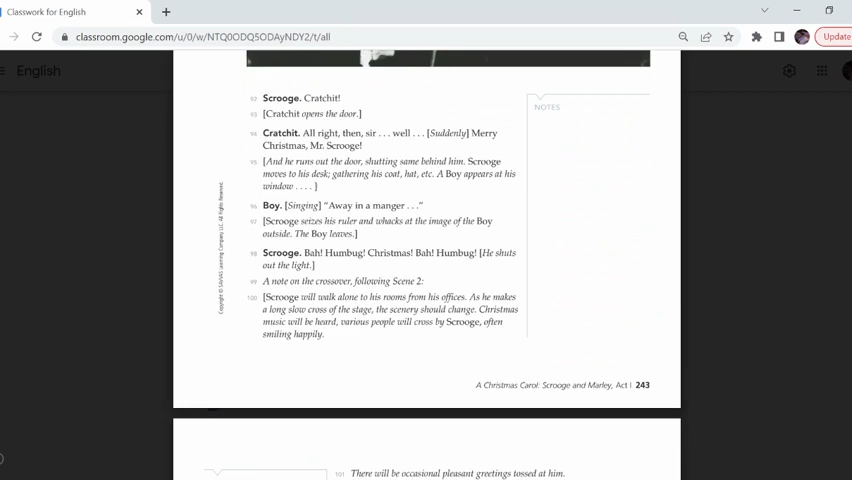 Classwork for English
classroom.google.com/u/0/w/NTQ0ODQ5ODAyNDY2/t/all
Update
English
92 Scrooge. Cratchit!
NOTES
93 [Cratchit opens the door.]
94 Cratchit. All right, then, sir . . . well . . . [Suddenly] Merry
Christmas, Mr. Scrooge!
95 [And he runs out the door, shutting same behind him. Scrooge
moves to his desk; gathering his coat, hat, etc. A Boy appears at his
window . . . . ]
96 Boy. [Singing] “Away in a manger . . .”
97 [Scrooge seizes his ruler and whacks at the image of the Boy
outside. The Boy leaves.]
98 Scrooge. Bah! Humbug! Christmas! Bah! Humbug! [He shuts
out the light.]
99 A note on the crossover, following Scene 2:
100 [Scrooge will walk alone to his rooms from his offices. As he makes
a long slow cross of the stage, the scenery should change. Christmas
music will be heard, various people will cross by Scrooge, often
smiling happily.
Copyright © SAVVAS Learning Company LLC. All Rights Reserved.
A Christmas Carol: Scrooge and Marley, Act I 243
101 There will be occasional pleasant greetings tossed at him.